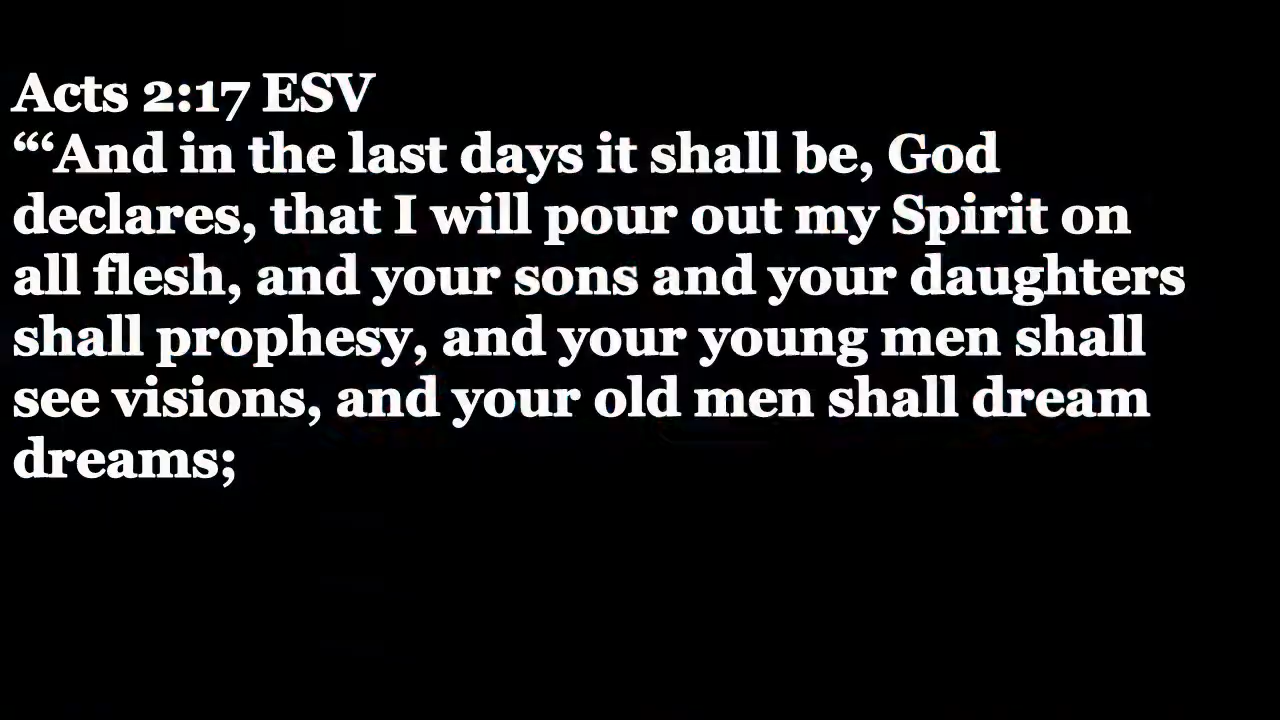 Acts 2:17 ESV
“‘And in the last days it shall be, God
declares, that I will pour out my Spirit on
all flesh, and your sons and your daughters
shall prophesy, and your young men shall
see visions, and your old men shall dream
dreams;